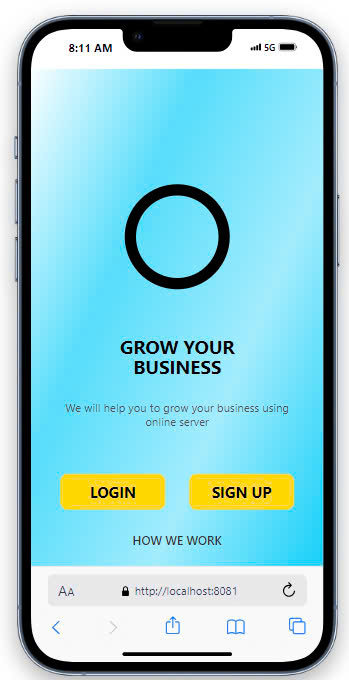 8:11 AM 5G
GROW YOUR
BUSINESS
We will help you to grow your business using
online server
LOGIN SIGN UP
HOW WE WORK
AA http://localhost:8081